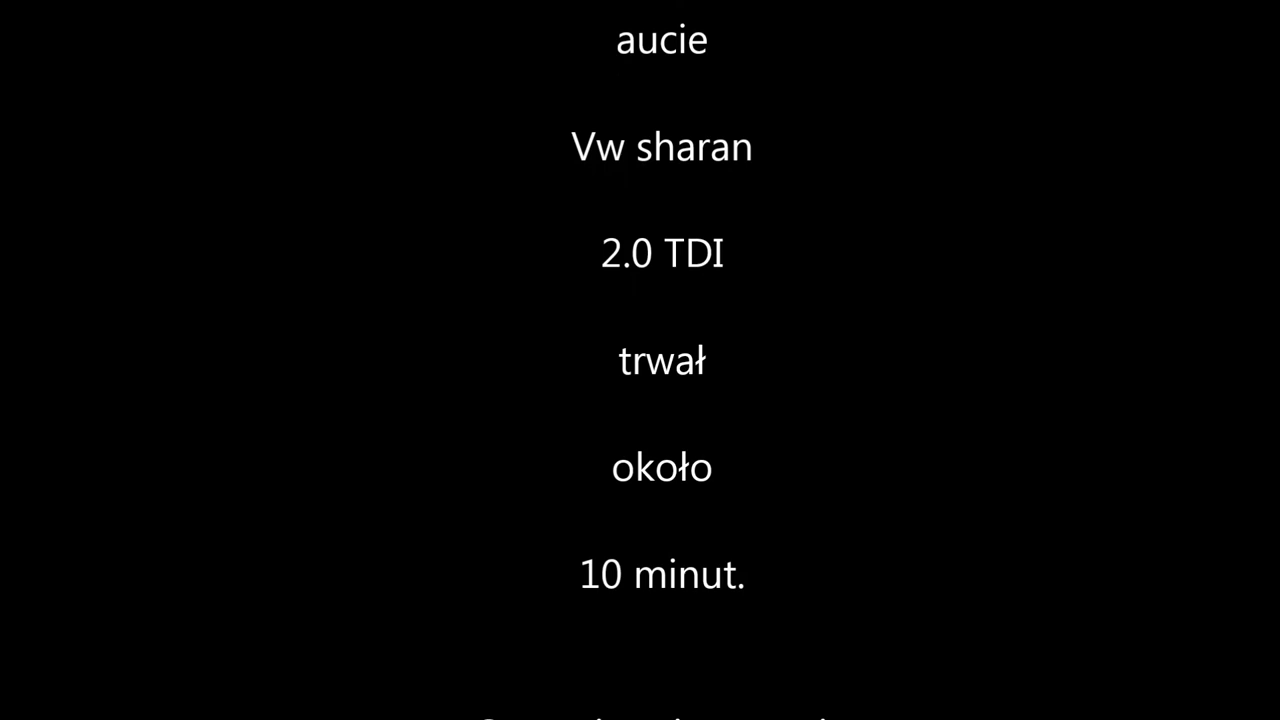 aucie
Vw sharan
2.0 TDI
trwał
około
10 minut.